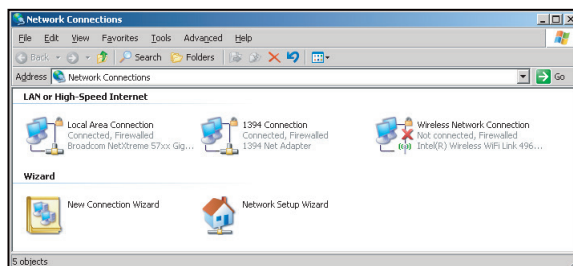 Network Connections
File Edit View Favorites Tools Advanced Help
Back Search Folders
Address Network Connections Go
LAN or High-Speed Internet
Local Area Connection
Connected, Firewalled
Broadcom NetXtreme 57xx Gig...
1394 Connection
Connected, Firewalled
1394 Net Adapter
Wireless Network Connection
Not connected, Firewalled
Intel(R) Wireless WiFi Link 496...
Wizard
New Connection Wizard
Network Setup Wizard
5 objects